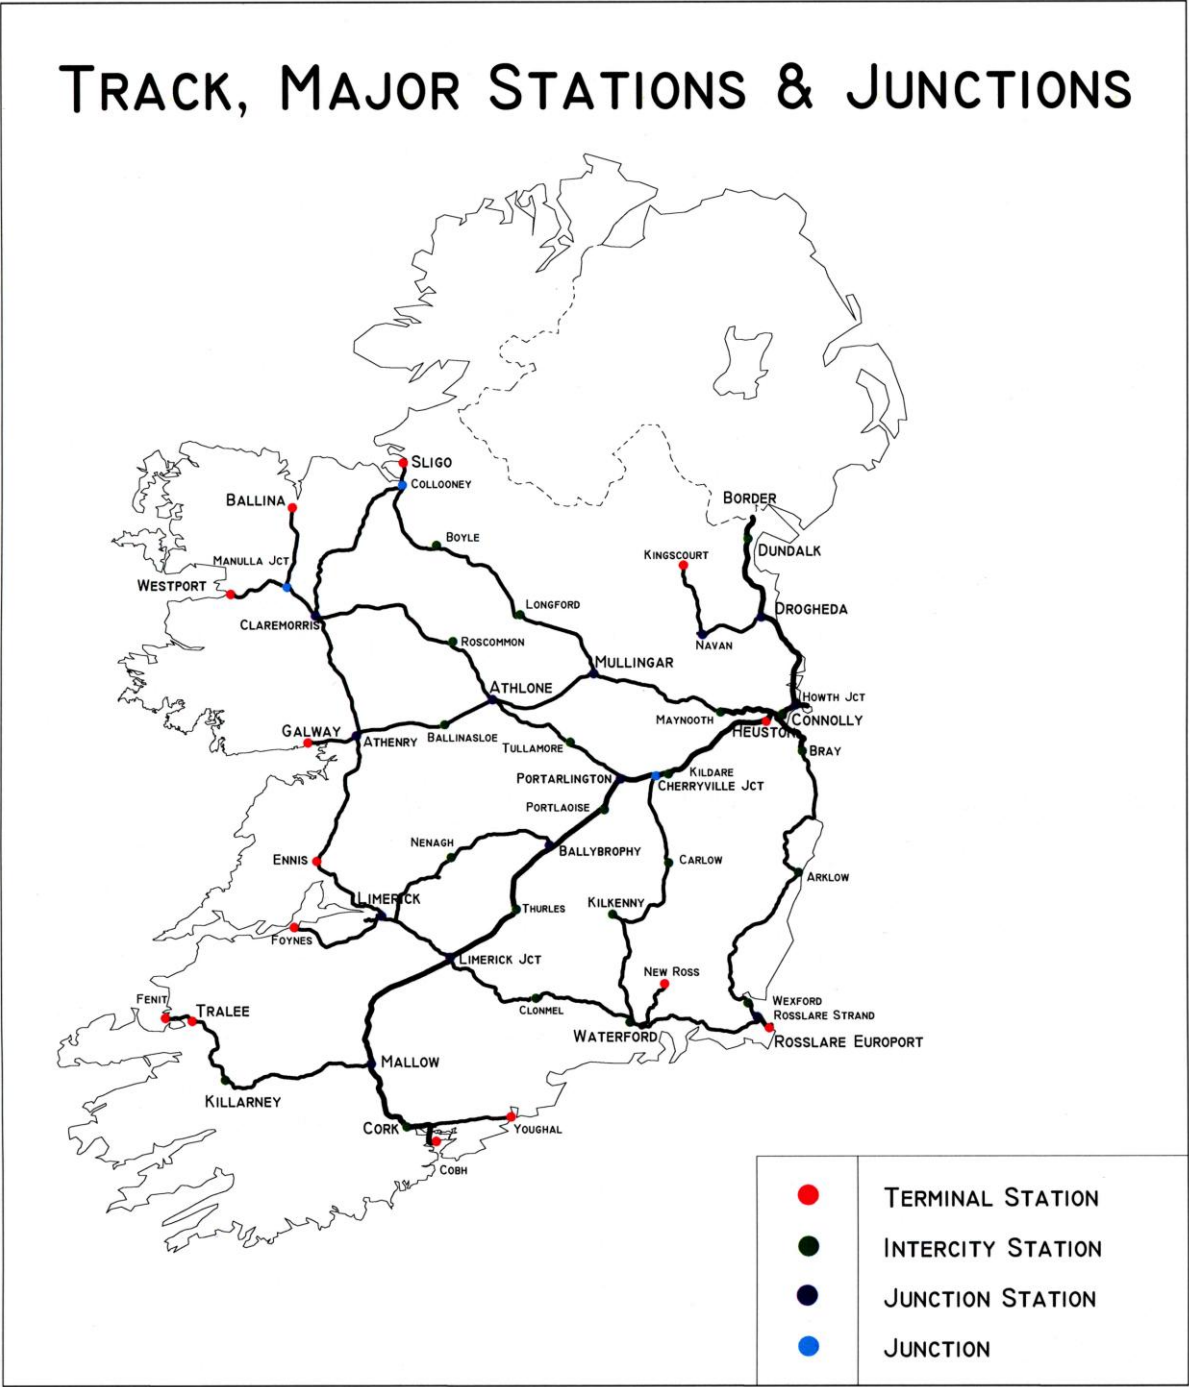 TRACK, MAJOR STATIONS & JUNCTIONS
SLIGO
COLLOONEY
BALLINA
BORDER
BOYLE
DUNDALK
KINGSCOURT
MANULLA JCT
WESTPORT
LONGFORD
DROGHEDA
CLAREMORRIS
ROSCOMMON
NAVAN
MULLINGAR
ATHLONE
HOWTH JCT
MAYNOOTH
CONNOLLY
HEUSTON
GALWAY
ATHENRY
BALLINASLOE
TULLAMORE
BRAY
KILDARE
PORTARLINGTON
CHERRYVILLE JCT
PORTLAOISE
NENAGH
BALLYBROPHY
ENNIS
CARLOW
ARKLOW
LIMERICK
KILKENNY
THURLES
FOYNES
LIMERICK JCT
NEW ROSS
FENIT
TRALEE
CLONMEL
WEXFORD
ROSSLARE STRAND
WATERFORD
ROSSLARE EUROPORT
MALLOW
KILLARNEY
CORK
YOUGHAL
COBH
TERMINAL STATION
INTERCITY STATION
JUNCTION STATION
JUNCTION